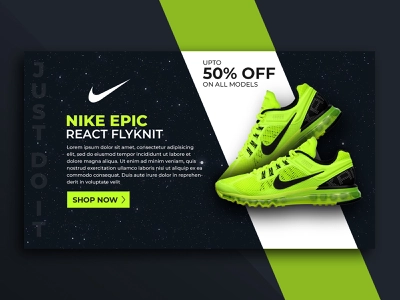 JUST DO IT
UPTO
50% OFF
ON ALL MODELS
NIKE EPIC
REACT FLYKNIT
Lorem ipsum dolor sit amet, consectetur
adipiscing elit, sed do eiusmod tempor
incididunt ut labore et dolore magna aliqua.
Ut enim ad minim veniam, quis nostrud
exercitation ullamco laboris nisi ut aliquip ex ea
commodo consequat. Duis aute irure dolor in
reprehenderit in voluptate velit
SHOP NOW